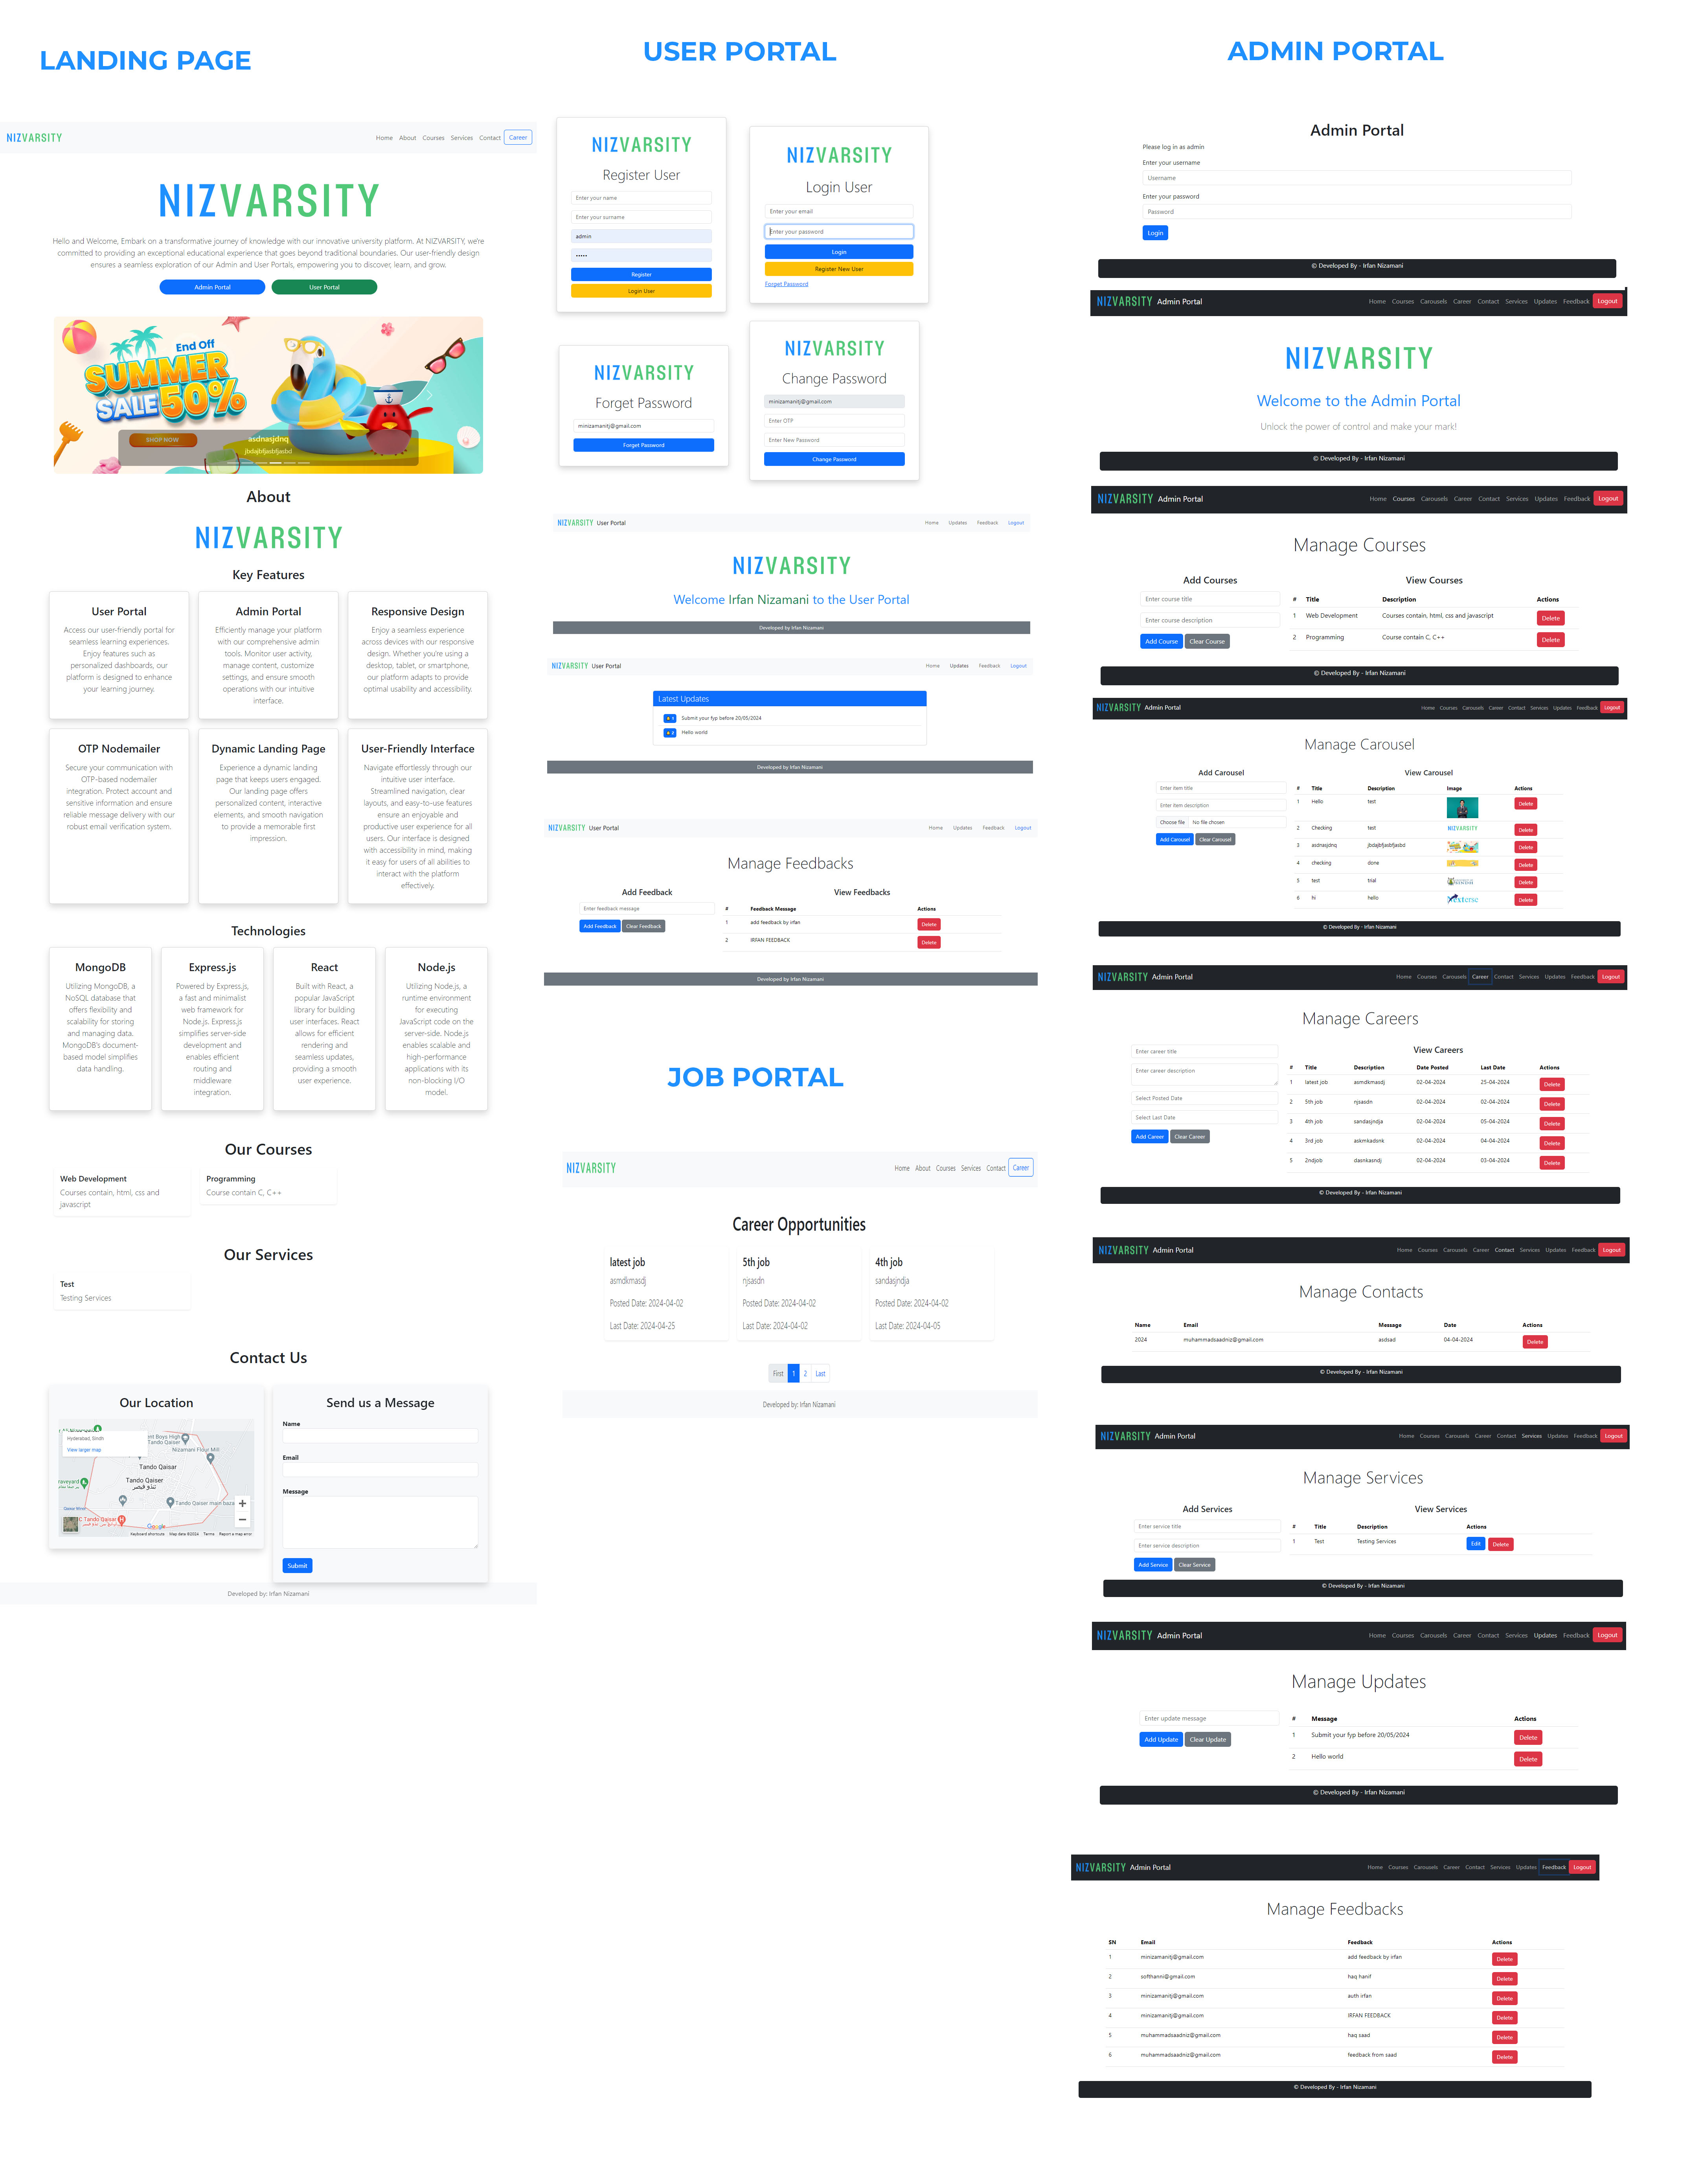 LANDING PAGE
NIZVARSITY
Home About Courses Services Contact Career
NIZVARSITY
Hello and Welcome, Embark on a transformative journey of knowledge with our innovative university platform. At NIZVARSITY, we're
committed to providing an exceptional educational experience that goes beyond traditional boundaries. Our user-friendly design
ensures a seamless exploration of our Admin and User Portals, empowering you to discover, learn, and grow.
Admin Portal User Portal
End Off
SUMMER
SALE 50%
SHOP NOW
asdnasjdnq
jbdajbfjasbfjasbd
About
NIZVARSITY
Key Features
User Portal
Access our user-friendly portal for
seamless learning experiences.
Enjoy features such as
personalized dashboards, our
platform is designed to enhance
your learning journey.
Admin Portal
Efficiently manage your platform
with our comprehensive admin
tools. Monitor user activity,
manage content, customize
settings, and ensure smooth
operations with our intuitive
interface.
Responsive Design
Enjoy a seamless experience
across devices with our responsive
design. Whether you're using a
desktop, tablet, or smartphone,
our platform adapts to provide
optimal usability and accessibility.
OTP Nodemailer
Secure your communication with
OTP-based nodemailer
integration. Protect account and
sensitive information and ensure
reliable message delivery with our
robust email verification system.
Dynamic Landing Page
Experience a dynamic landing
page that keeps users engaged.
Our landing page offers
personalized content, interactive
elements, and smooth navigation
to provide a memorable first
impression.
User-Friendly Interface
Navigate effortlessly through our
intuitive user interface.
Streamlined navigation, clear
layouts, and easy-to-use features
ensure an enjoyable and
productive user experience for all
users. Our interface is designed
with accessibility in mind, making
it easy for users of all abilities to
interact with the platform
effectively.
Technologies
MongoDB
Utilizing MongoDB, a
NoSQL database that
offers flexibility and
scalability for storing
and managing data.
MongoDB's document-
based model simplifies
data handling.
Express.js
Powered by Express.js,
a fast and minimalist
web framework for
Node.js. Express.js
simplifies server-side
development and
enables efficient
routing and
middleware
integration.
React
Built with React, a
popular JavaScript
library for building
user interfaces. React
allows for efficient
rendering and
seamless updates,
providing a smooth
user experience.
Node.js
Utilizing Node.js, a
runtime environment
for executing
JavaScript code on the
server-side. Node.js
enables scalable and
high-performance
applications with its
non-blocking I/O
model.
Our Courses
Web Development
Courses contain, html, css and
javascript
Programming
Course contain C, C++
Our Services
Test
Testing Services
Contact Us
Our Location
Hyderabad, Sindh
View larger map
Boys High
Tando Qaiser
Nizamani Flour Mill
Tando Qaisar
Tando Qaiser
ٽنڊو قيصر
raveyard
Tando Qaiser main baza
C Tando Qaisar
Google
Keyboard shortcuts Map data ©2024 Terms Report a map error
Send us a Message
Name
Email
Message
Submit
Developed by: Irfan Nizamani
USER PORTAL
NIZVARSITY
Register User
Enter your name
Enter your surname
admin
•••••
Register
Login User
NIZVARSITY
Login User
Enter your email
Enter your password
Login
Register New User
Forget Password
NIZVARSITY
Forget Password
minizamanitj@gmail.com
Forget Password
NIZVARSITY
Change Password
minizamanitj@gmail.com
Enter OTP
Enter New Password
Change Password
NIZVARSITY User Portal Home Updates Feedback Logout
NIZVARSITY
Welcome Irfan Nizamani to the User Portal
Developed by Irfan Nizamani
NIZVARSITY User Portal Home Updates Feedback Logout
Latest Updates
Submit your fyp before 20/05/2024
Hello world
Developed by Irfan Nizamani
NIZVARSITY User Portal Home Updates Feedback Logout
Manage Feedbacks
Add Feedback
Enter feedback message
Add Feedback Clear Feedback
View Feedbacks
# Feedback Message Actions
1 add feedback by irfan Delete
2 IRFAN FEEDBACK Delete
Developed by Irfan Nizamani
JOB PORTAL
NIZVARSITY
Home About Courses Services Contact Career
Career Opportunities
latest job
asmdkmasdj
Posted Date: 2024-04-02
Last Date: 2024-04-25
5th job
njsasdn
Posted Date: 2024-04-02
Last Date: 2024-04-02
4th job
sandasjndja
Posted Date: 2024-04-02
Last Date: 2024-04-05
First 1 2 Last
Developed by: Irfan Nizamani
ADMIN PORTAL
Admin Portal
Please log in as admin
Enter your username
Username
Enter your password
Password
Login
© Developed By - Irfan Nizamani
NIZVARSITY Admin Portal Home Courses Carousels Career Contact Services Updates Feedback Logout
NIZVARSITY
Welcome to the Admin Portal
Unlock the power of control and make your mark!
© Developed By - Irfan Nizamani
NIZVARSITY Admin Portal Home Courses Carousels Career Contact Services Updates Feedback Logout
Manage Courses
Add Courses
Enter course title
Enter course description
Add Course Clear Course
View Courses
# Title Description Actions
1 Web Development Courses contain, html, css and javascript Delete
2 Programming Course contain C, C++ Delete
© Developed By - Irfan Nizamani
NIZVARSITY Admin Portal Home Courses Carousels Career Contact Services Updates Feedback Logout
Manage Carousel
Add Carousel
Enter item title
Enter item description
Choose file No file chosen
Add Carousel Clear Carousel
View Carousel
# Title Description Image Actions
1 Hello test Delete
2 Checking test NIZVARSITY Delete
3 asdnasjdnq jbdajbfjasbfjasbd Delete
4 checking done Delete
5 test trial Delete
6 hi hello Delete
© Developed By - Irfan Nizamani
NIZVARSITY Admin Portal Home Courses Carousels Career Contact Services Updates Feedback Logout
Manage Careers
Enter career title
Enter career description
Select Posted Date
Select Last Date
Add Career Clear Career
View Careers
# Title Description Date Posted Last Date Actions
1 latest job asmdkmasdj 02-04-2024 25-04-2024 Delete
2 5th job njsasdn 02-04-2024 02-04-2024 Delete
3 4th job sandasjndja 02-04-2024 05-04-2024 Delete
4 3rd job askmkadsnk 02-04-2024 04-04-2024 Delete
5 2ndjob dasnkasndj 02-04-2024 03-04-2024 Delete
© Developed By - Irfan Nizamani
NIZVARSITY Admin Portal Home Courses Carousels Career Contact Services Updates Feedback Logout
Manage Contacts
Name Email Message Date Actions
2024 muhammadsaadniz@gmail.com asdsad 04-04-2024 Delete
© Developed By - Irfan Nizamani
NIZVARSITY Admin Portal Home Courses Carousels Career Contact Services Updates Feedback Logout
Manage Services
Add Services
Enter service title
Enter service description
Add Service Clear Service
View Services
# Title Description Actions
1 Test Testing Services Edit Delete
© Developed By - Irfan Nizamani
NIZVARSITY Admin Portal Home Courses Carousels Career Contact Services Updates Feedback Logout
Manage Updates
Enter update message
Add Update Clear Update
# Message Actions
1 Submit your fyp before 20/05/2024 Delete
2 Hello world Delete
© Developed By - Irfan Nizamani
NIZVARSITY Admin Portal Home Courses Carousels Career Contact Services Updates Feedback Logout
Manage Feedbacks
SN Email Feedback Actions
1 minizamanitj@gmail.com add feedback by irfan Delete
2 softhanni@gmail.com haq hanif Delete
3 minizamanitj@gmail.com auth irfan Delete
4 minizamanitj@gmail.com IRFAN FEEDBACK Delete
5 muhammadsaadniz@gmail.com haq saad Delete
6 muhammadsaadniz@gmail.com feedback from saad Delete
© Developed By - Irfan Nizamani